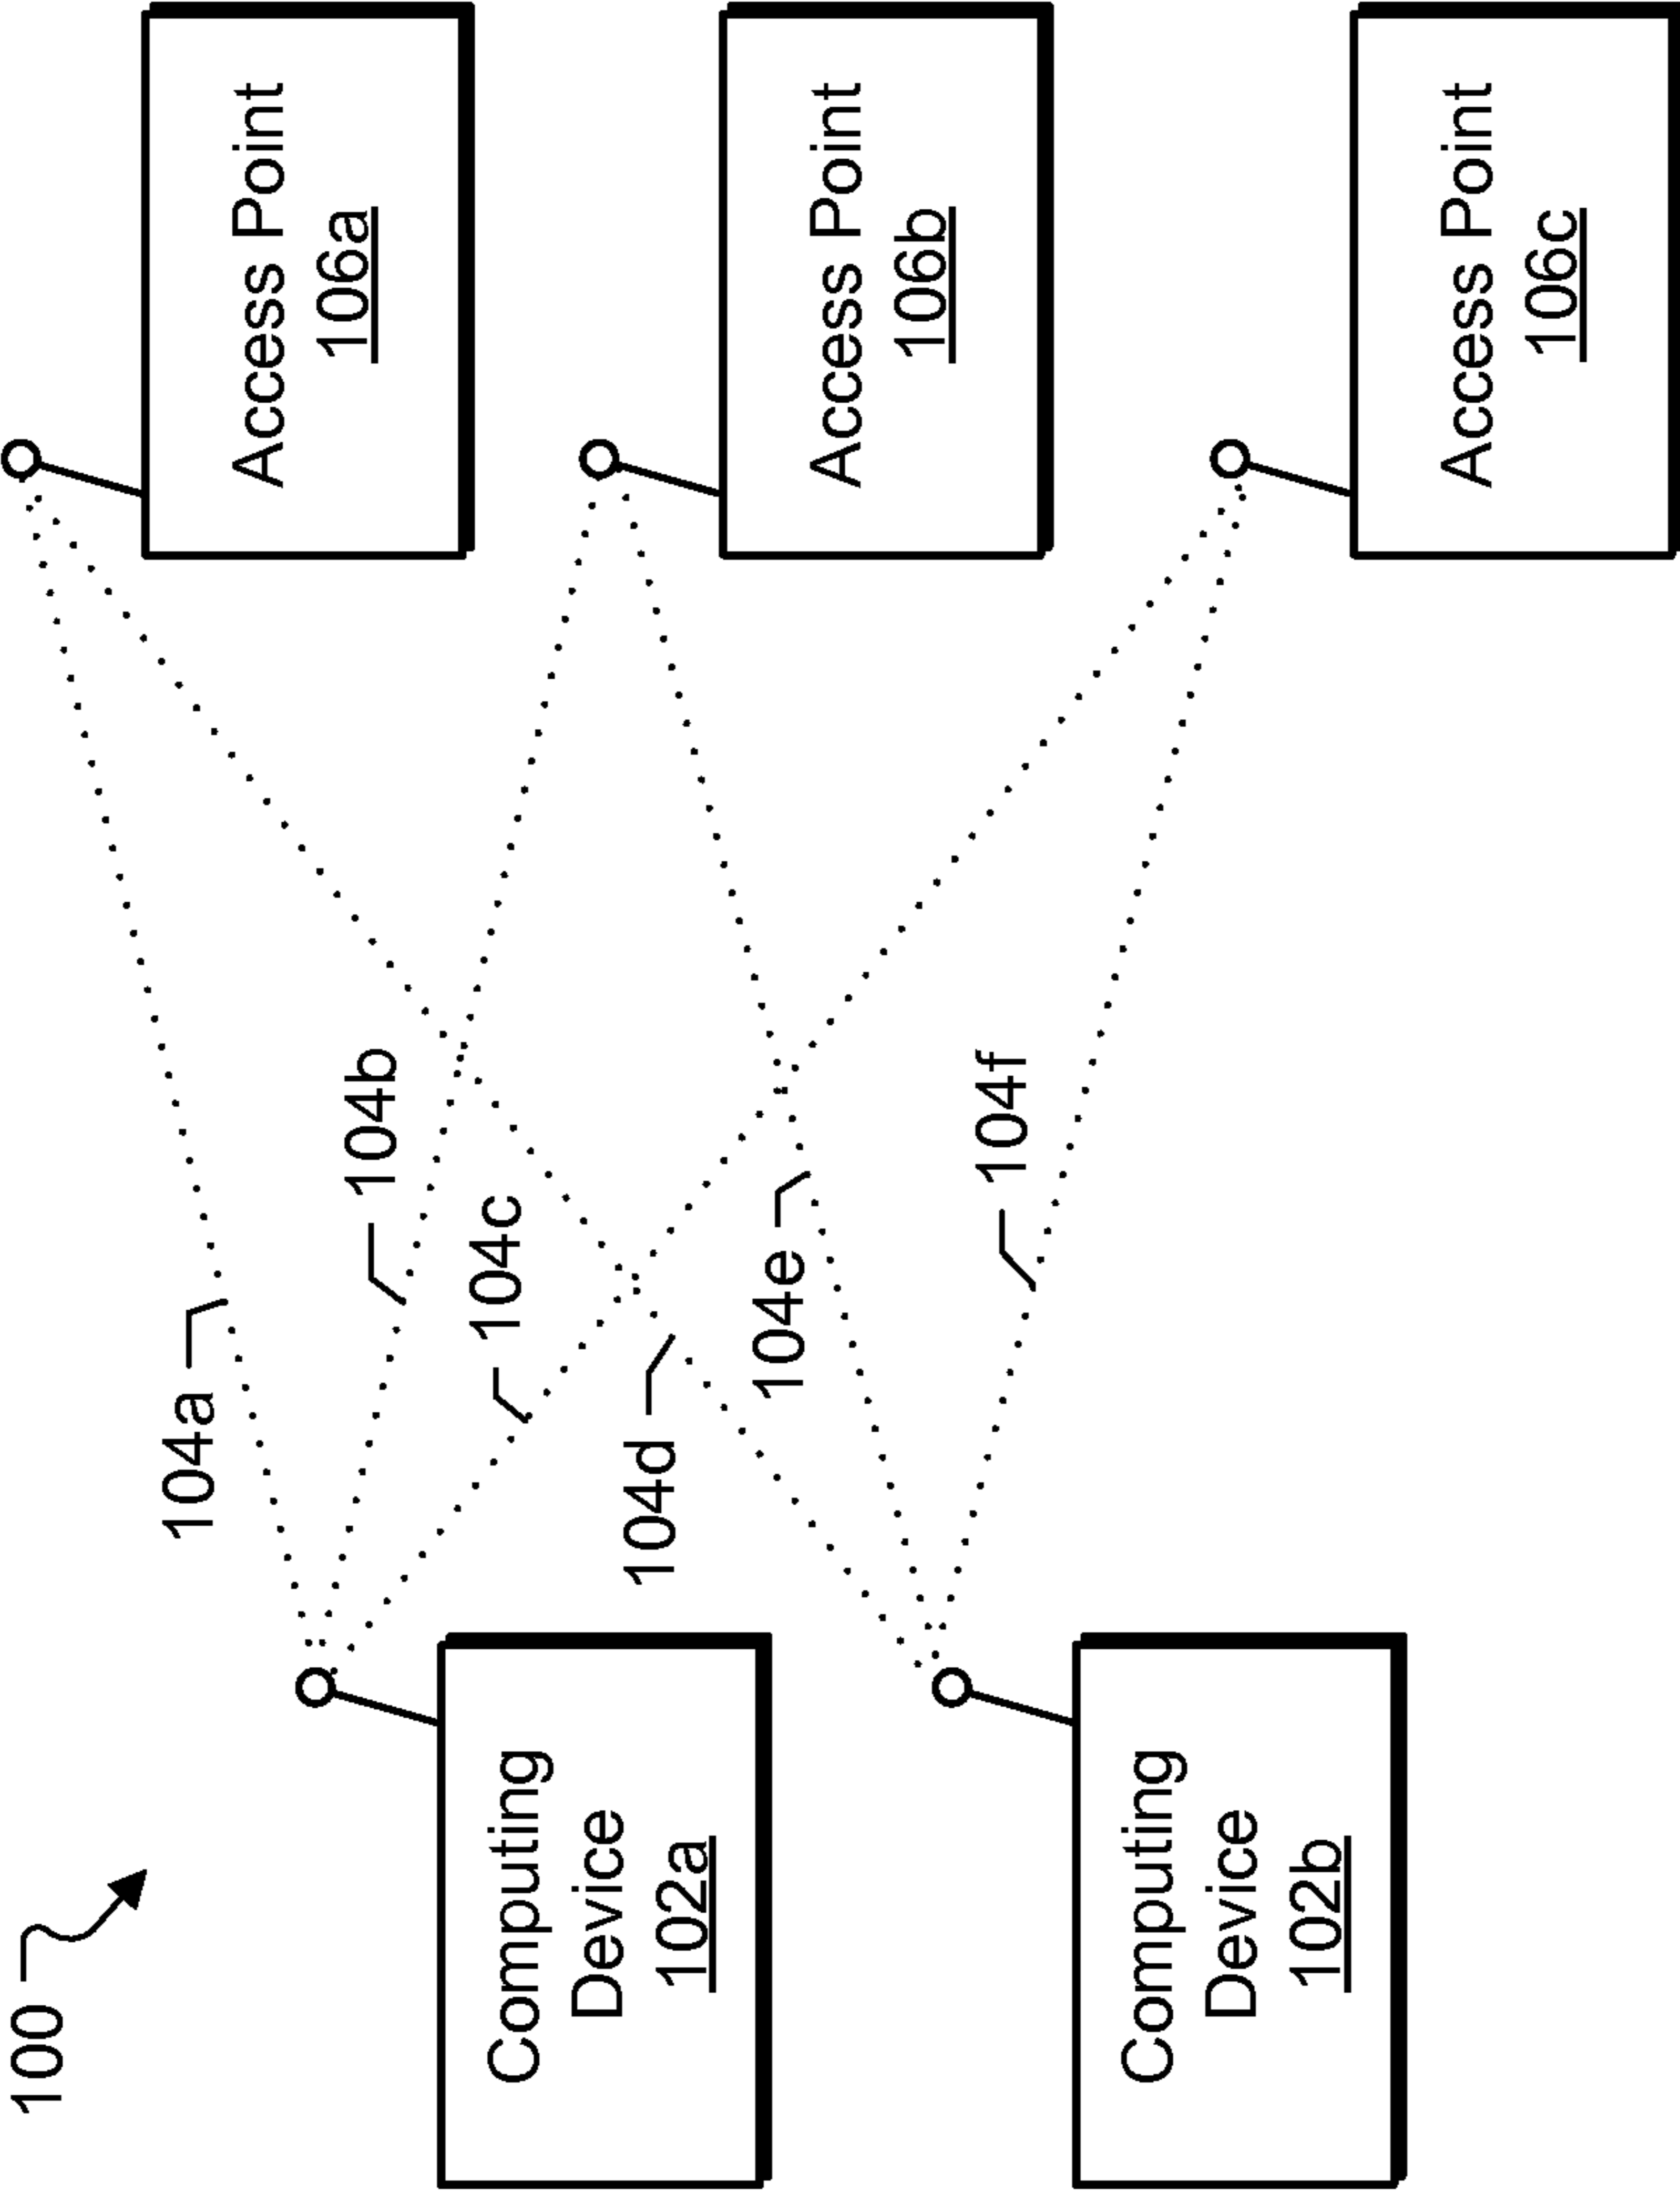 100
Computing
Device
102a
Computing
Device
102b
104a
104b
104c
104d
104e
104f
Access Point
106a
Access Point
106b
Access Point
106c